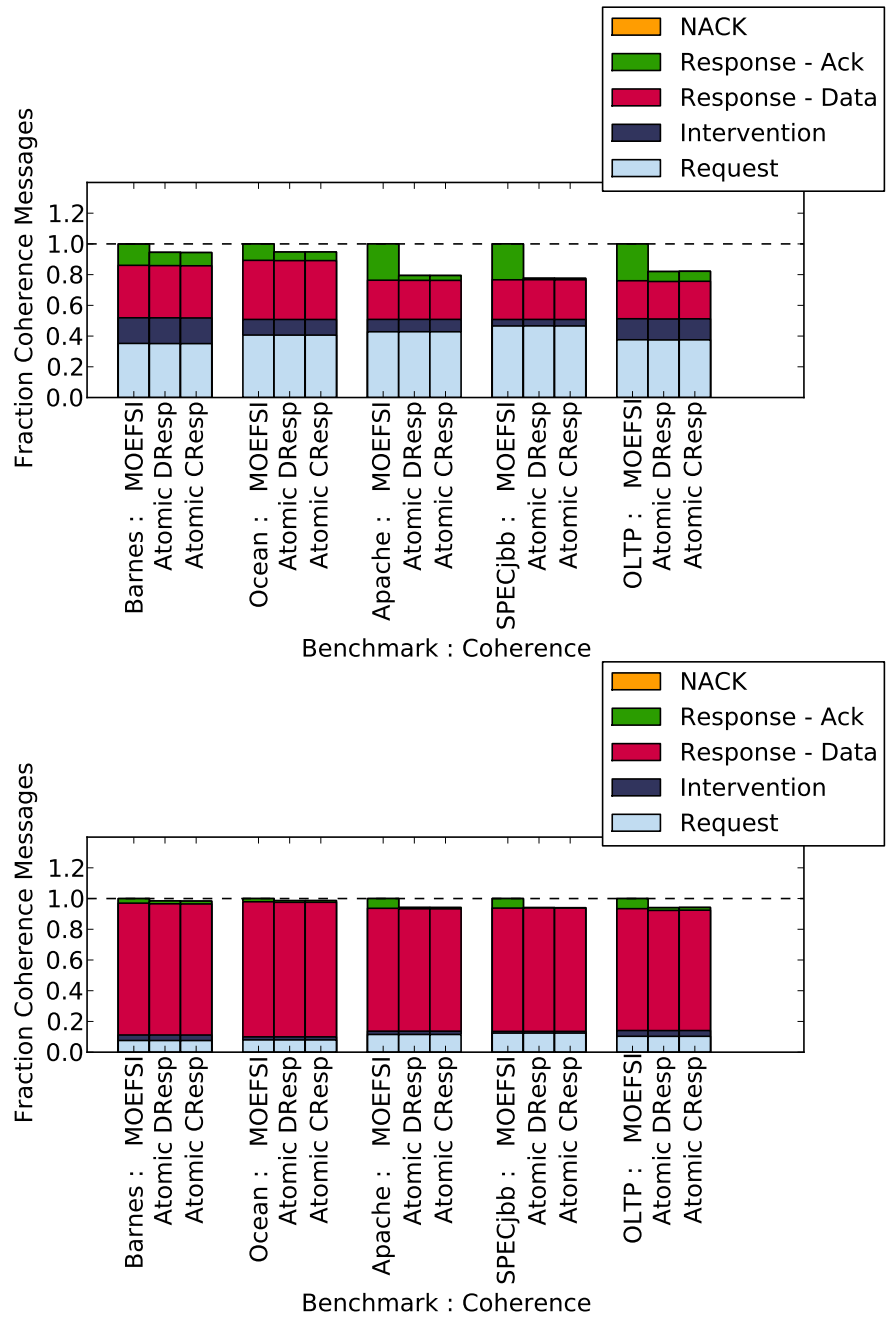 NACK
Response - Ack
Response - Data
Intervention
Request
Fraction Coherence Messages
1.2
1.0
0.8
0.6
0.4
0.2
0.0
Barnes : MOEFSI
Atomic DResp
Atomic CResp
Ocean : MOEFSI
Atomic DResp
Atomic CResp
Apache : MOEFSI
Atomic DResp
Atomic CResp
SPECjbb : MOEFSI
Atomic DResp
Atomic CResp
OLTP : MOEFSI
Atomic DResp
Atomic CResp
Benchmark : Coherence
NACK
Response - Ack
Response - Data
Intervention
Request
Fraction Coherence Messages
1.2
1.0
0.8
0.6
0.4
0.2
0.0
Barnes : MOEFSI
Atomic DResp
Atomic CResp
Ocean : MOEFSI
Atomic DResp
Atomic CResp
Apache : MOEFSI
Atomic DResp
Atomic CResp
SPECjbb : MOEFSI
Atomic DResp
Atomic CResp
OLTP : MOEFSI
Atomic DResp
Atomic CResp
Benchmark : Coherence